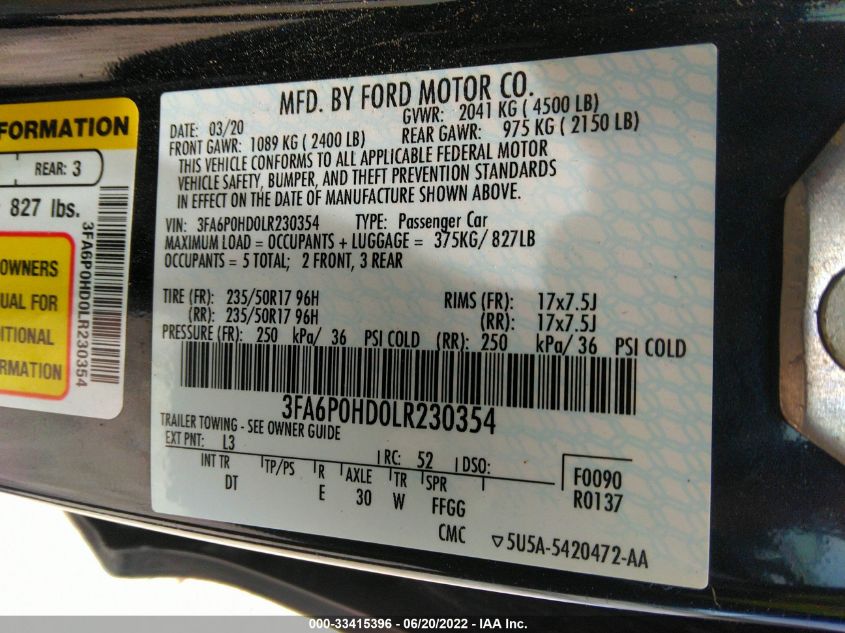 FORMATION
REAR: 3
827 lbs.
3FA6P0HD0LR230354
OWNERS
UAL FOR
DITIONAL
RMATION
MFD. BY FORD MOTOR CO.
DATE: 03/20 GVWR: 2041 KG ( 4500 LB)
FRONT GAWR: 1089 KG ( 2400 LB) REAR GAWR: 975 KG ( 2150 LB)
THIS VEHICLE CONFORMS TO ALL APPLICABLE FEDERAL MOTOR
VEHICLE SAFETY, BUMPER, AND THEFT PREVENTION STANDARDS
IN EFFECT ON THE DATE OF MANUFACTURE SHOWN ABOVE.
VIN: 3FA6P0HD0LR230354 TYPE: Passenger Car
MAXIMUM LOAD = OCCUPANTS + LUGGAGE = 375KG/ 827LB
OCCUPANTS = 5 TOTAL; 2 FRONT, 3 REAR
TIRE (FR): 235/50R17 96H RIMS (FR): 17x7.5J
(RR): 235/50R17 96H (RR): 17x7.5J
PRESSURE (FR): 250 kPa/ 36 PSI COLD (RR): 250 kPa/ 36 PSI COLD
3FA6P0HD0LR230354
TRAILER TOWING - SEE OWNER GUIDE
EXT PNT: L3 RC: 52 DSO:
INT TR TP/PS R AXLE TR SPR F0090
DT E 30 W FFGG R0137
CMC ▽5U5A-5420472-AA
000-33415396 - 06/20/2022 - IAA Inc.